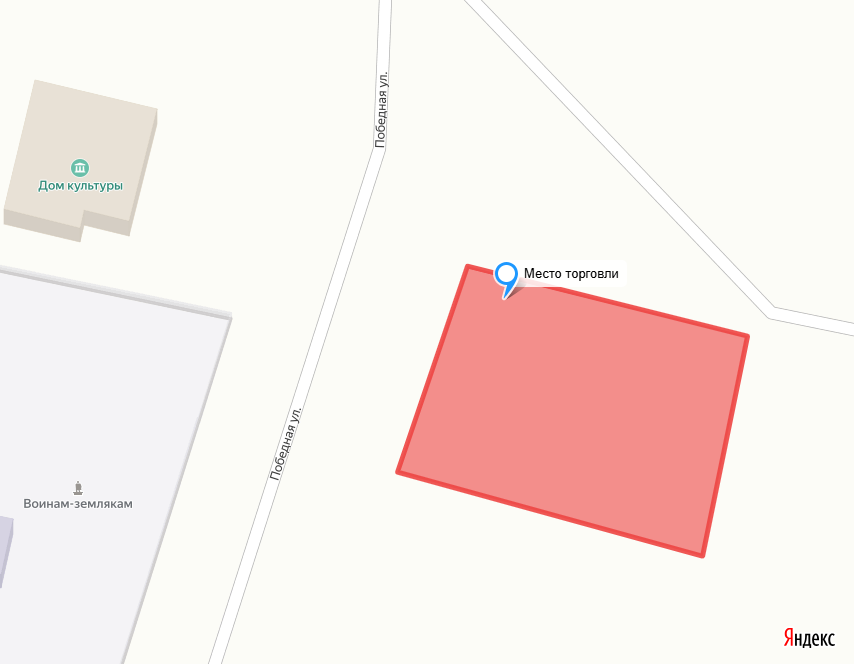 Победная ул.
Дом культуры
Место торговли
Победная ул.
Воинам-землякам
Яндекс